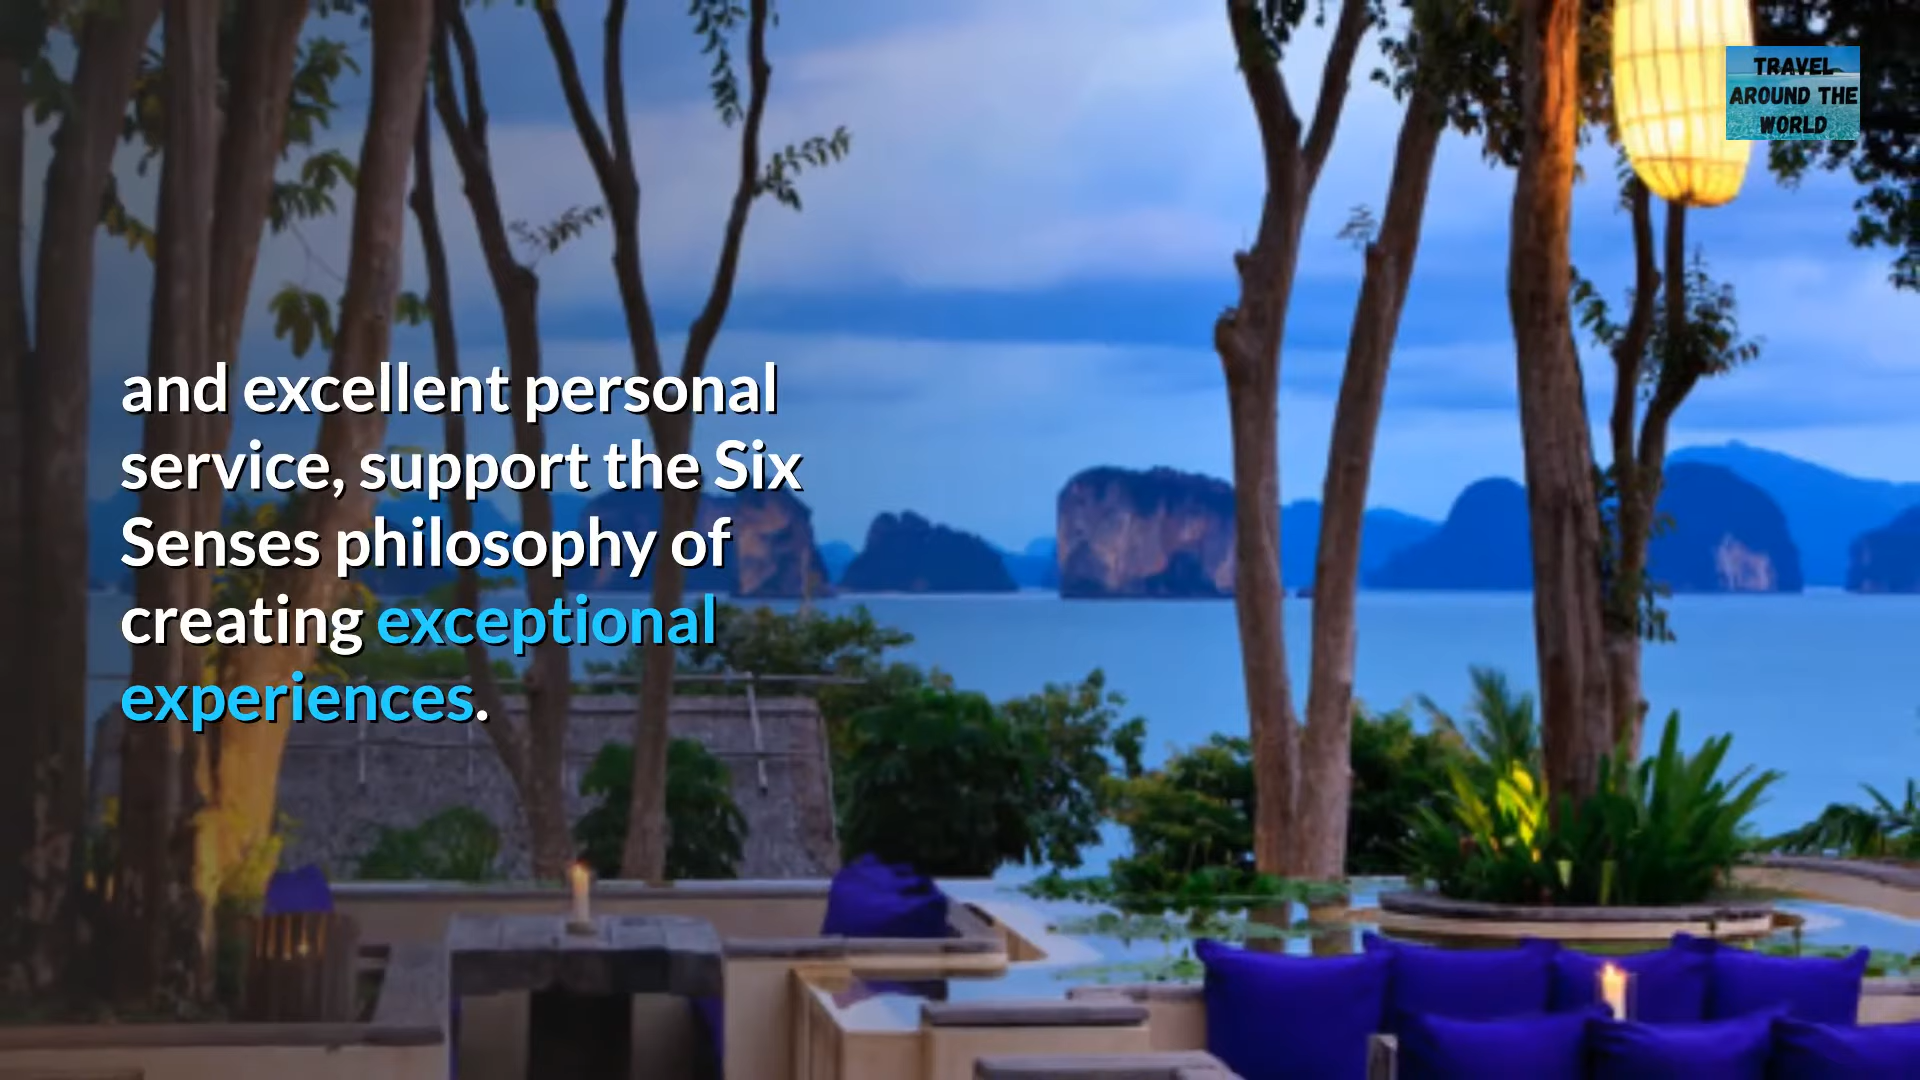 TRAVEL
AROUND THE
WORLD
and excellent personal
service, support the Six
Senses philosophy of
creating exceptional
experiences.